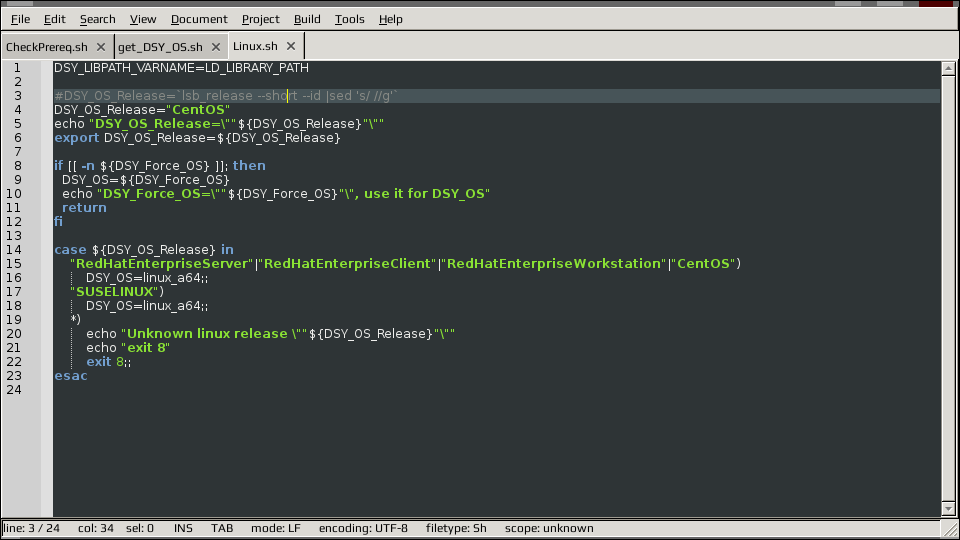 File Edit Search View Document Project Build Tools Help
CheckPrereq.sh get_DSY_OS.sh Linux.sh
1 DSY_LIBPATH_VARNAME=LD_LIBRARY_PATH
2
3 #DSY_OS_Release=`lsb_release --short --id |sed 's/ //g'`
4 DSY_OS_Release="CentOS"
5 echo "DSY_OS_Release=\""${DSY_OS_Release}"\""
6 export DSY_OS_Release=${DSY_OS_Release}
7
8 if [[ -n ${DSY_Force_OS} ]]; then
9   DSY_OS=${DSY_Force_OS}
10   echo "DSY_Force_OS=\""${DSY_Force_OS}"\", use it for DSY_OS"
11   return
12 fi
13
14 case ${DSY_OS_Release} in
15     "RedHatEnterpriseServer"|"RedHatEnterpriseClient"|"RedHatEnterpriseWorkstation"|"CentOS")
16         DSY_OS=linux_a64;;
17     "SUSELINUX")
18         DSY_OS=linux_a64;;
19     *)
20         echo "Unknown linux release \""${DSY_OS_Release}"\""
21         echo "exit 8"
22         exit 8;;
23 esac
24
line: 3 / 24 col: 34 sel: 0 INS TAB mode: LF encoding: UTF-8 filetype: Sh scope: unknown